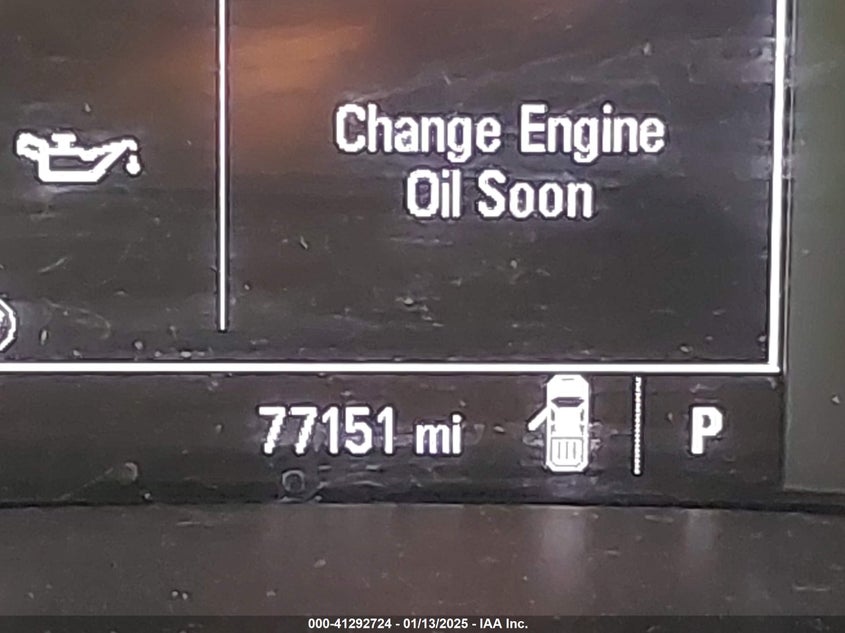 Change Engine
Oil Soon
77151 mi
P
000-41292724 - 01/13/2025 - IAA Inc.